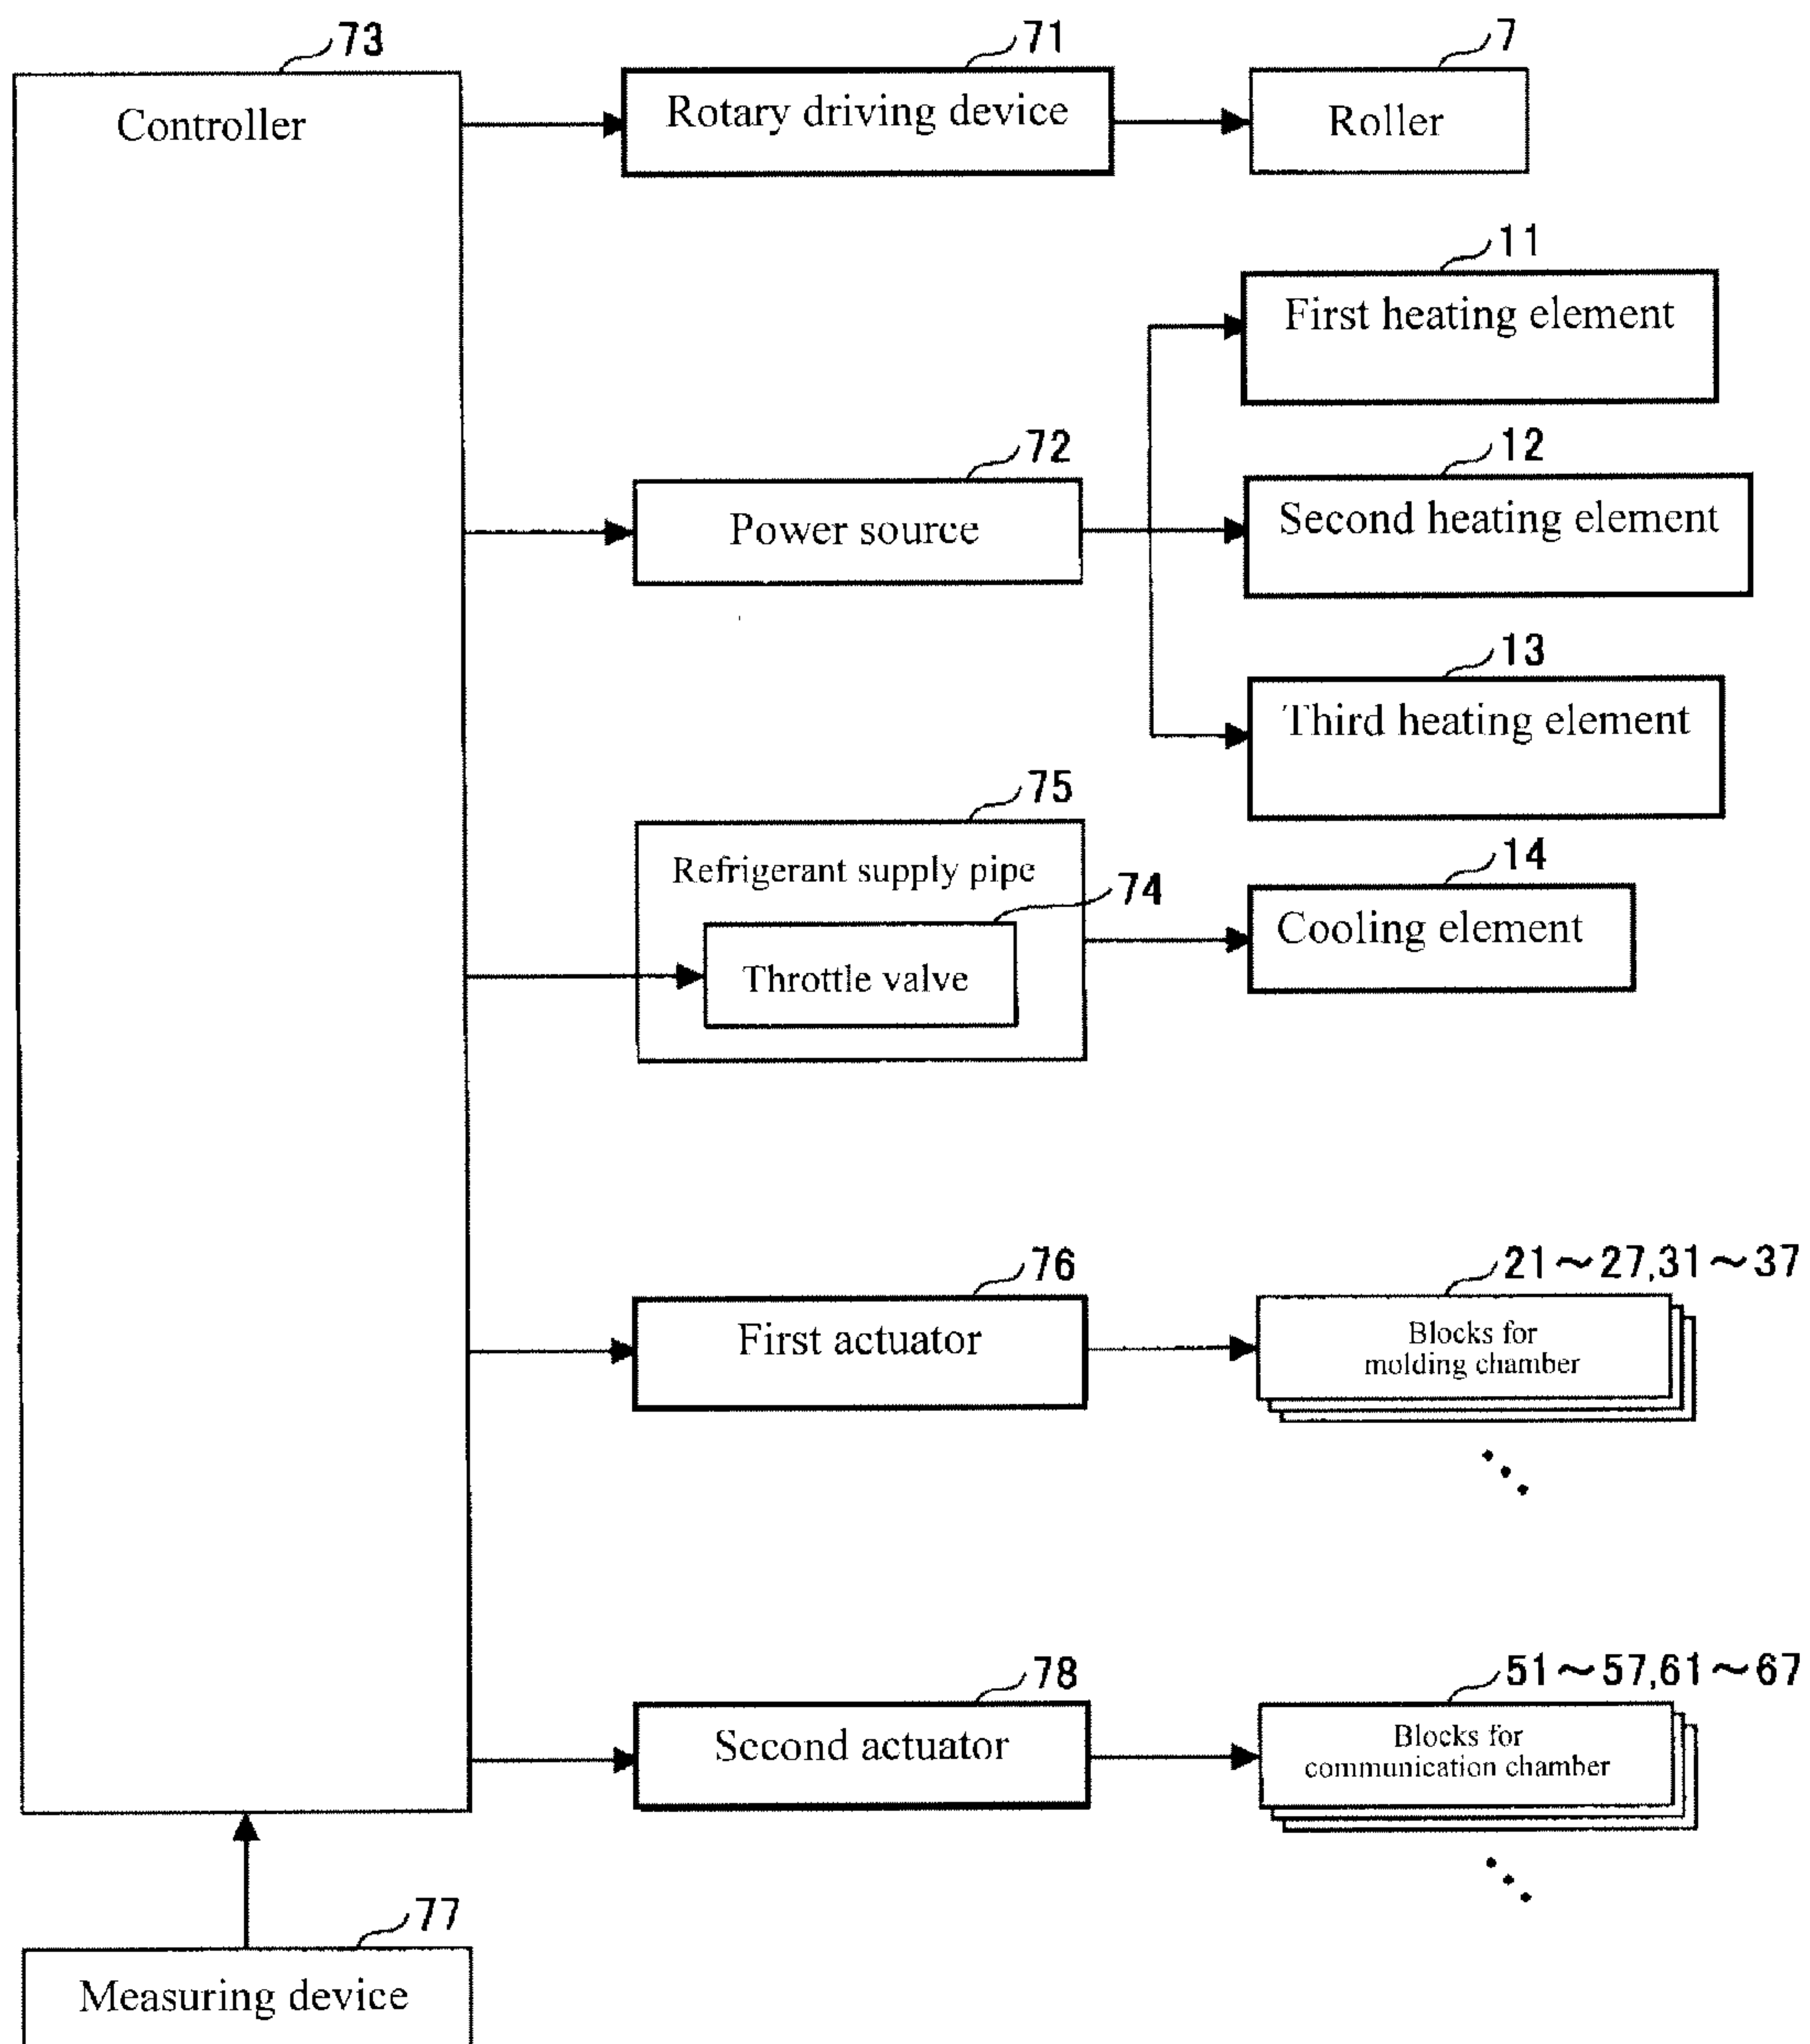 73
71
7
Controller
Rotary driving device
Roller
11
First heating element
72
12
Power source
Second heating element
13
Third heating element
75
Refrigerant supply pipe
74
14
Cooling element
Throttle valve
76
21~27,31~37
First actuator
Blocks for
molding chamber
78
51~57,61~67
Second actuator
Blocks for
communication chamber
77
Measuring device